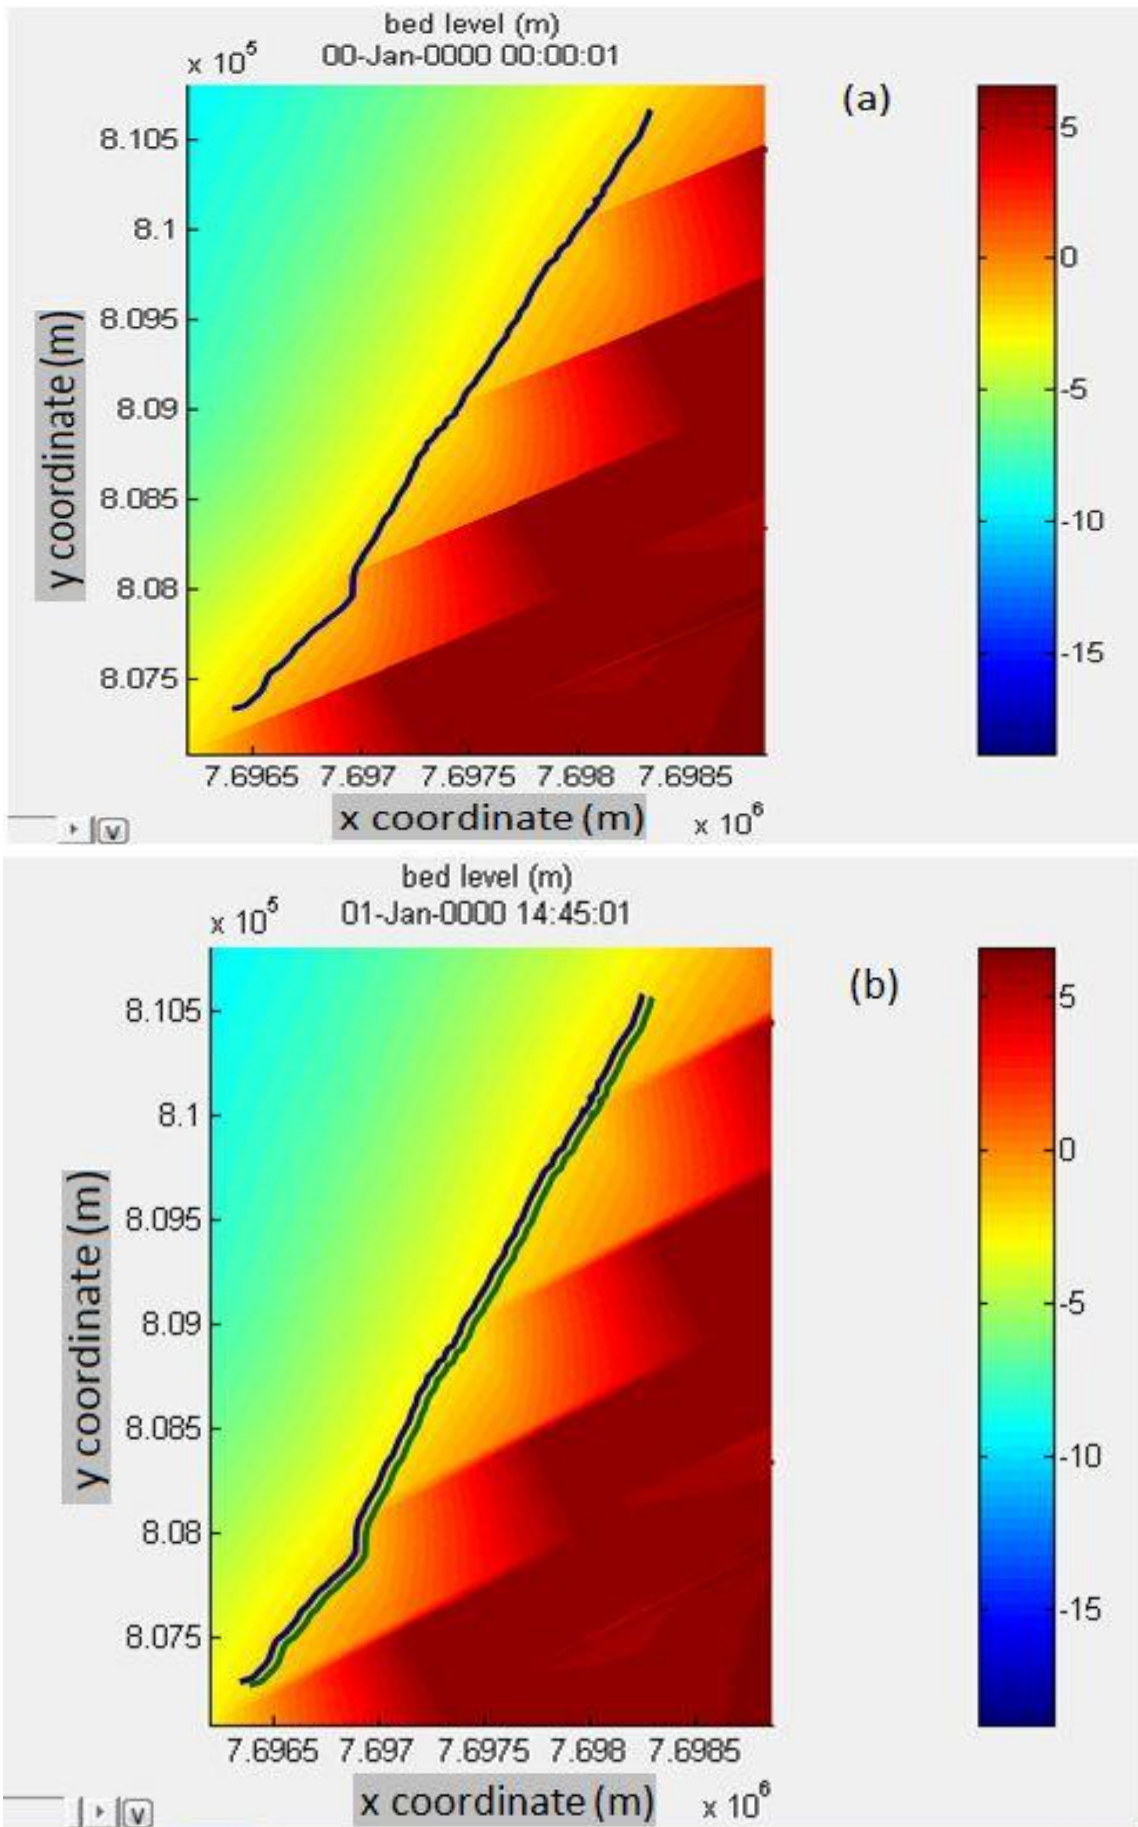 bed level (m)
00-Jan-0000 00:00:01
x 10^5
(a)
8.105
8.1
8.095
8.09
8.085
8.08
8.075
y coordinate (m)
7.6965 7.697 7.6975 7.698 7.6985
x coordinate (m)
x 10^6
5
0
-5
-10
-15
v
bed level (m)
01-Jan-0000 14:45:01
x 10^5
(b)
8.105
8.1
8.095
8.09
8.085
8.08
8.075
y coordinate (m)
7.6965 7.697 7.6975 7.698 7.6985
x coordinate (m)
x 10^6
5
0
-5
-10
-15
v